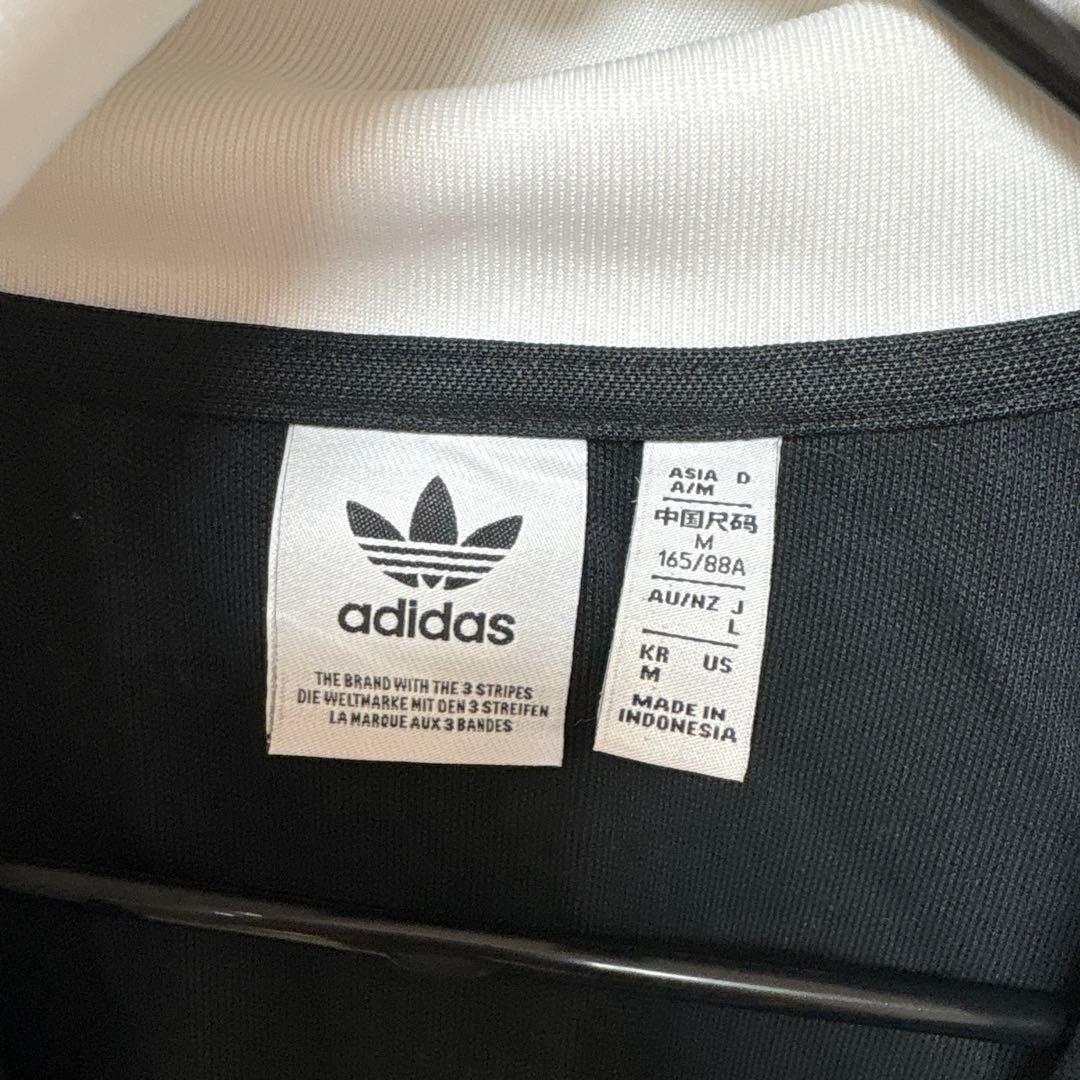 adidas
THE BRAND WITH THE 3 STRIPES
DIE WELTMARKE MIT DEN 3 STREIFEN
LA MARQUE AUX 3 BANDES
ASIA D
A/M
中国尺码
M
165/88A
AU/NZ J
L
KR US
M
MADE IN
INDONESIA